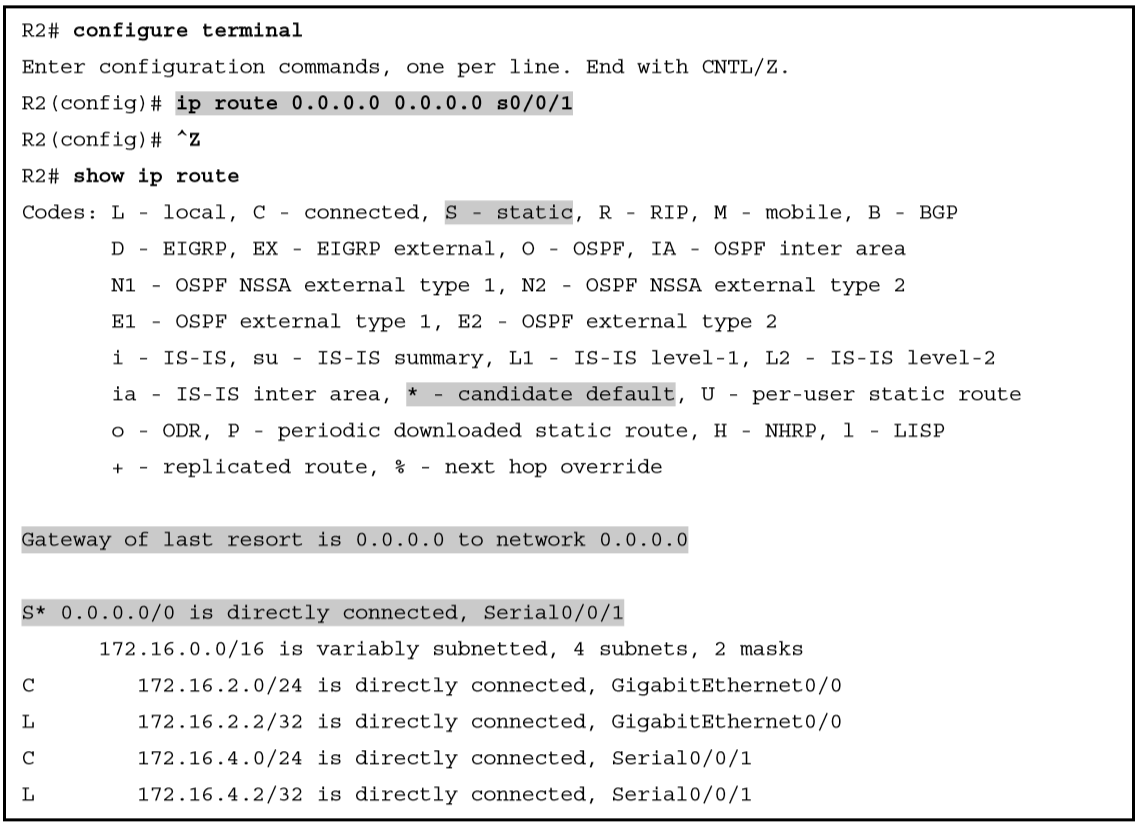 R2# configure terminal
Enter configuration commands, one per line. End with CNTL/Z.
R2(config)# ip route 0.0.0.0 0.0.0.0 s0/0/1
R2(config)# ^Z
R2# show ip route
Codes: L - local, C - connected, S - static, R - RIP, M - mobile, B - BGP
D - EIGRP, EX - EIGRP external, O - OSPF, IA - OSPF inter area
N1 - OSPF NSSA external type 1, N2 - OSPF NSSA external type 2
E1 - OSPF external type 1, E2 - OSPF external type 2
i - IS-IS, su - IS-IS summary, L1 - IS-IS level-1, L2 - IS-IS level-2
ia - IS-IS inter area, * - candidate default, U - per-user static route
o - ODR, P - periodic downloaded static route, H - NHRP, l - LISP
+ - replicated route, % - next hop override
Gateway of last resort is 0.0.0.0 to network 0.0.0.0
S* 0.0.0.0/0 is directly connected, Serial0/0/1
172.16.0.0/16 is variably subnetted, 4 subnets, 2 masks
C 172.16.2.0/24 is directly connected, GigabitEthernet0/0
L 172.16.2.2/32 is directly connected, GigabitEthernet0/0
C 172.16.4.0/24 is directly connected, Serial0/0/1
L 172.16.4.2/32 is directly connected, Serial0/0/1